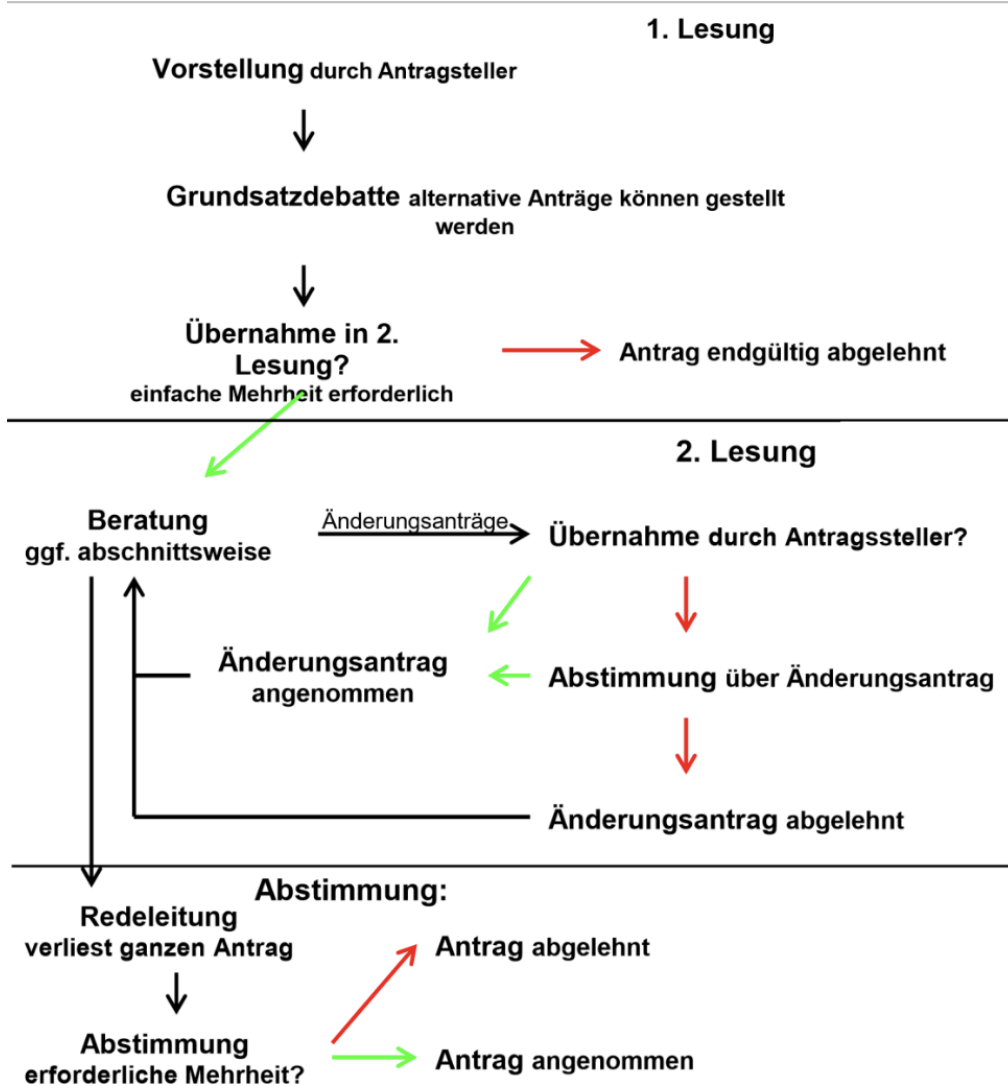 1. Lesung
Vorstellung durch Antragsteller
Grundsatzdebatte alternative Anträge können gestellt
werden
Übernahme in 2.
Lesung?
einfache Mehrheit erforderlich
Antrag endgültig abgelehnt
2. Lesung
Beratung
ggf. abschnittsweise
Änderungsanträge
Übernahme durch Antragssteller?
Änderungsantrag
angenommen
Abstimmung über Änderungsantrag
Änderungsantrag abgelehnt
Abstimmung:
Redeleitung
verliest ganzen Antrag
Antrag abgelehnt
Abstimmung
erforderliche Mehrheit?
Antrag angenommen